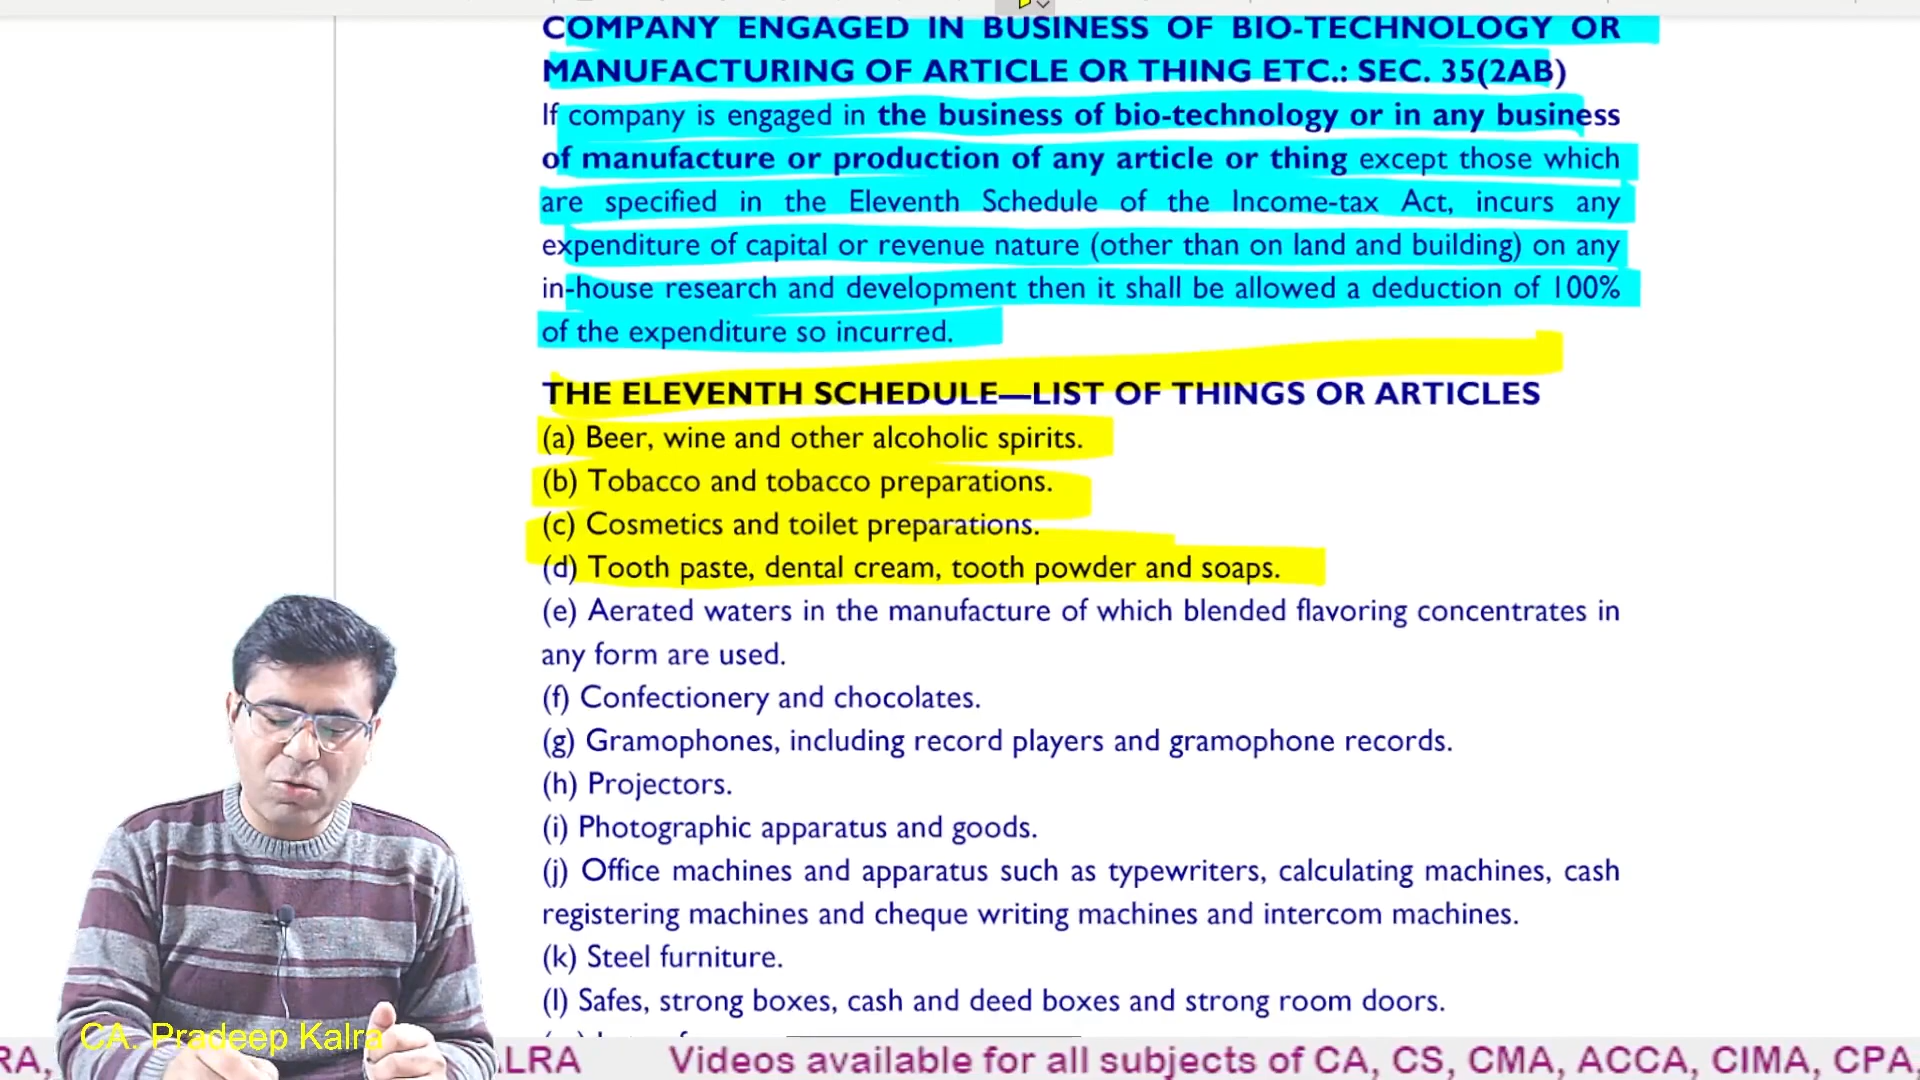 COMPANY ENGAGED IN BUSINESS OF BIO-TECHNOLOGY OR
MANUFACTURING OF ARTICLE OR THING ETC.: SEC. 35(2AB)
If company is engaged in the business of bio-technology or in any business
of manufacture or production of any article or thing except those which
are specified in the Eleventh Schedule of the Income-tax Act, incurs any
expenditure of capital or revenue nature (other than on land and building) on any
in-house research and development then it shall be allowed a deduction of 100%
of the expenditure so incurred.
THE ELEVENTH SCHEDULE—LIST OF THINGS OR ARTICLES
(a) Beer, wine and other alcoholic spirits.
(b) Tobacco and tobacco preparations.
(c) Cosmetics and toilet preparations.
(d) Tooth paste, dental cream, tooth powder and soaps.
(e) Aerated waters in the manufacture of which blended flavoring concentrates in
any form are used.
(f) Confectionery and chocolates.
(g) Gramophones, including record players and gramophone records.
(h) Projectors.
(i) Photographic apparatus and goods.
(j) Office machines and apparatus such as typewriters, calculating machines, cash
registering machines and cheque writing machines and intercom machines.
(k) Steel furniture.
(l) Safes, strong boxes, cash and deed boxes and strong room doors.
CA. Pradeep Kalra
RA, ALRA Videos available for all subjects of CA, CS, CMA, ACCA, CIMA, CPA,